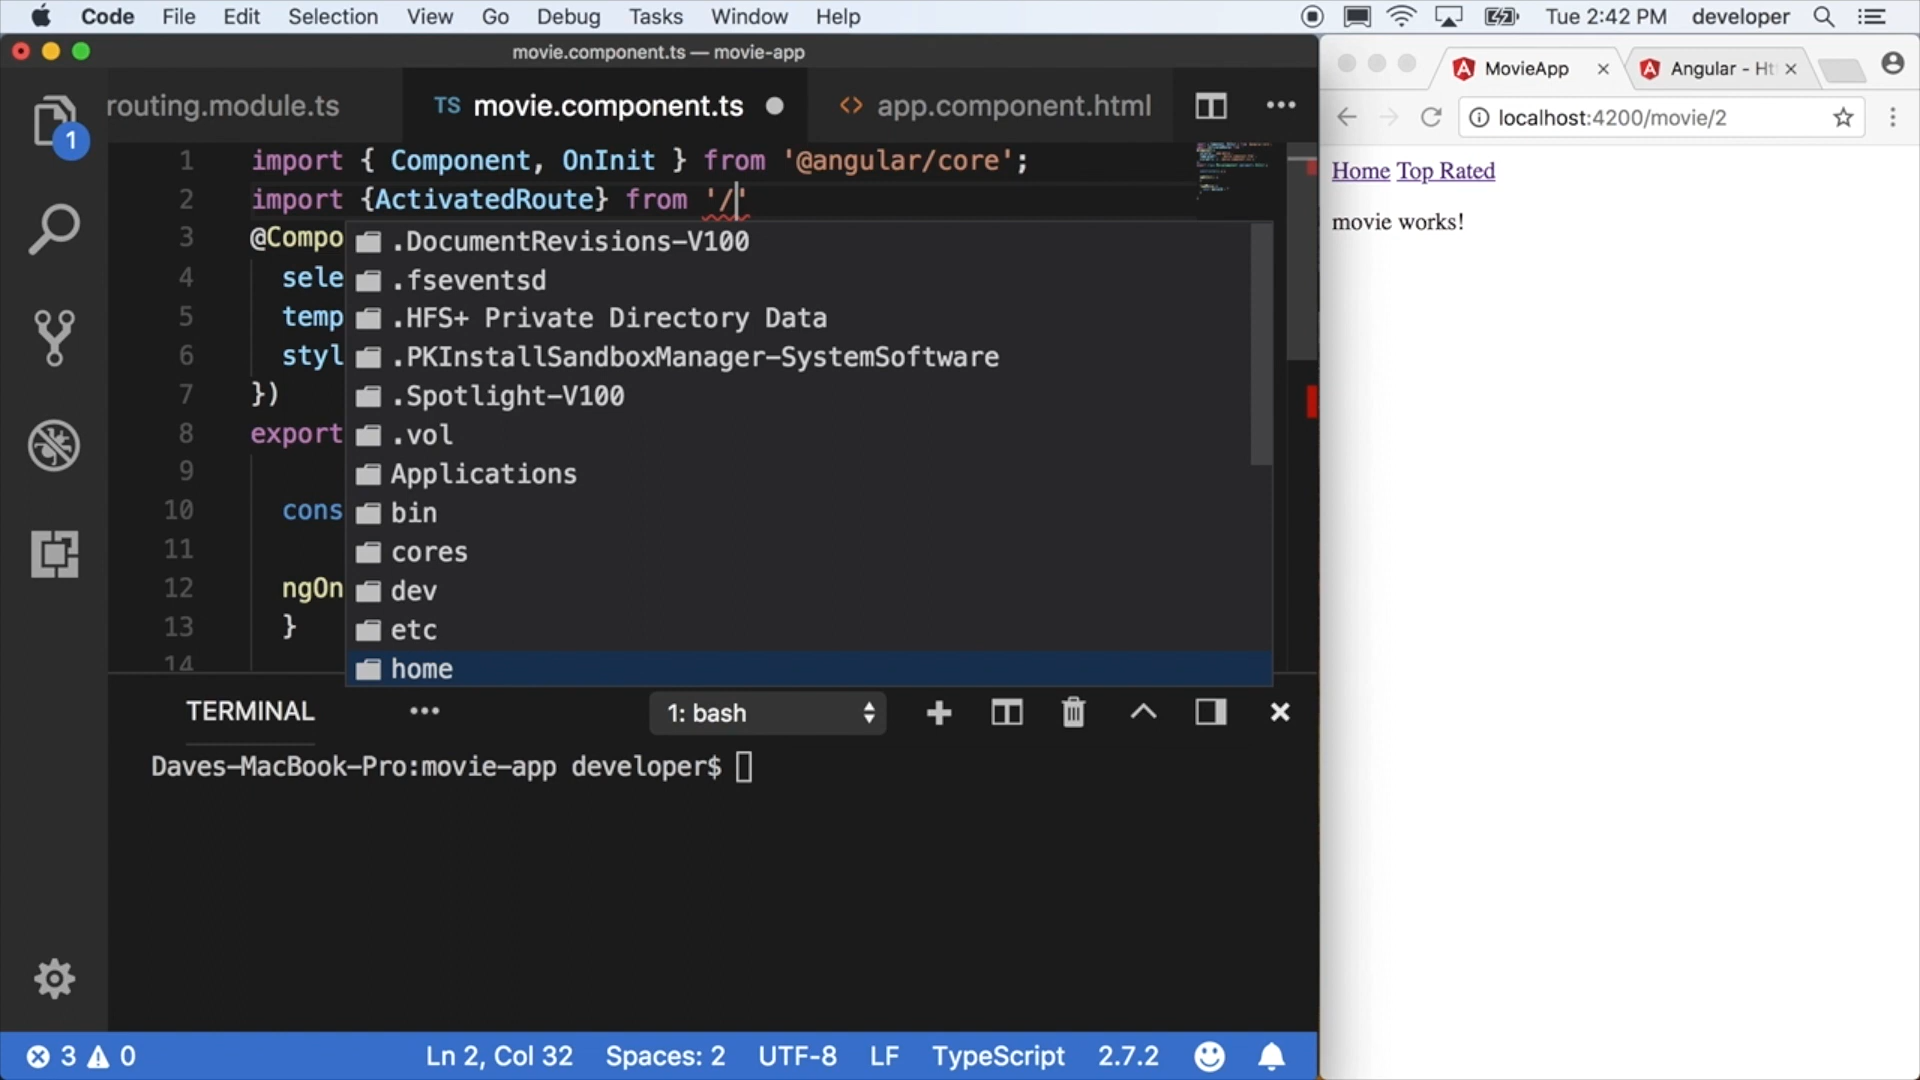 Code File Edit Selection View Go Debug Tasks Window Help Tue 2:42 PM developer
movie.component.ts — movie-app
routing.module.ts TS movie.component.ts app.component.html
1
1 import { Component, OnInit } from '@angular/core';
2 import {ActivatedRoute} from '/'
3 @Compo
4 sele
5 temp
6 styl
7 })
8 export
9
10 cons
11
12 ngOn
13 }
14
.DocumentRevisions-V100
.fseventsd
.HFS+ Private Directory Data
.PKInstallSandboxManager-SystemSoftware
.Spotlight-V100
.vol
Applications
bin
cores
dev
etc
home
TERMINAL 1: bash
Daves-MacBook-Pro:movie-app developer$
3 0 Ln 2, Col 32 Spaces: 2 UTF-8 LF TypeScript 2.7.2
MovieApp Angular - Ht
localhost:4200/movie/2
Home Top Rated
movie works!